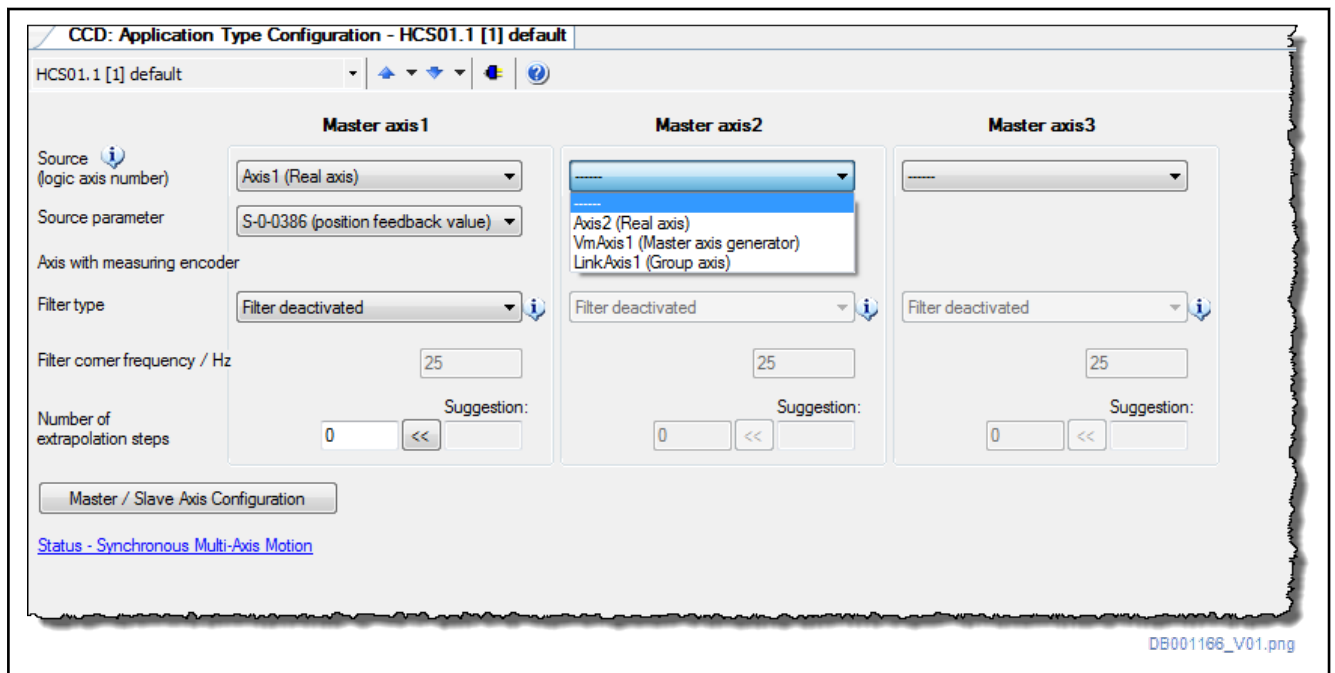 CCD: Application Type Configuration - HCS01.1 [1] default
HCS01.1 [1] default
Master axis1 Master axis2 Master axis3
Source
(logic axis number)
Axis1 (Real axis) ------ ------
------
Source parameter S-0-0386 (position feedback value) Axis2 (Real axis)
VmAxis1 (Master axis generator)
Axis with measuring encoder LinkAxis1 (Group axis)
Filter type Filter deactivated Filter deactivated Filter deactivated
Filter corner frequency / Hz 25 25 25
Suggestion: Suggestion: Suggestion:
Number of
extrapolation steps 0 << 0 << 0 <<
Master / Slave Axis Configuration
Status - Synchronous Multi-Axis Motion
DB001166_V01.png